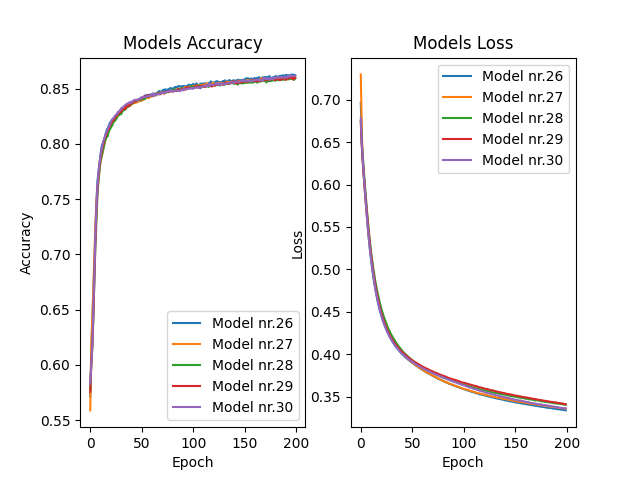 Models Accuracy
0.85
0.80
0.75
0.70
0.65
0.60
0.55
Accuracy
0
50
100
150
200
Epoch
Model nr.26
Model nr.27
Model nr.28
Model nr.29
Model nr.30
Models Loss
0.70
0.65
0.60
0.55
0.50
0.45
0.40
0.35
Loss
0
50
100
150
200
Epoch
Model nr.26
Model nr.27
Model nr.28
Model nr.29
Model nr.30